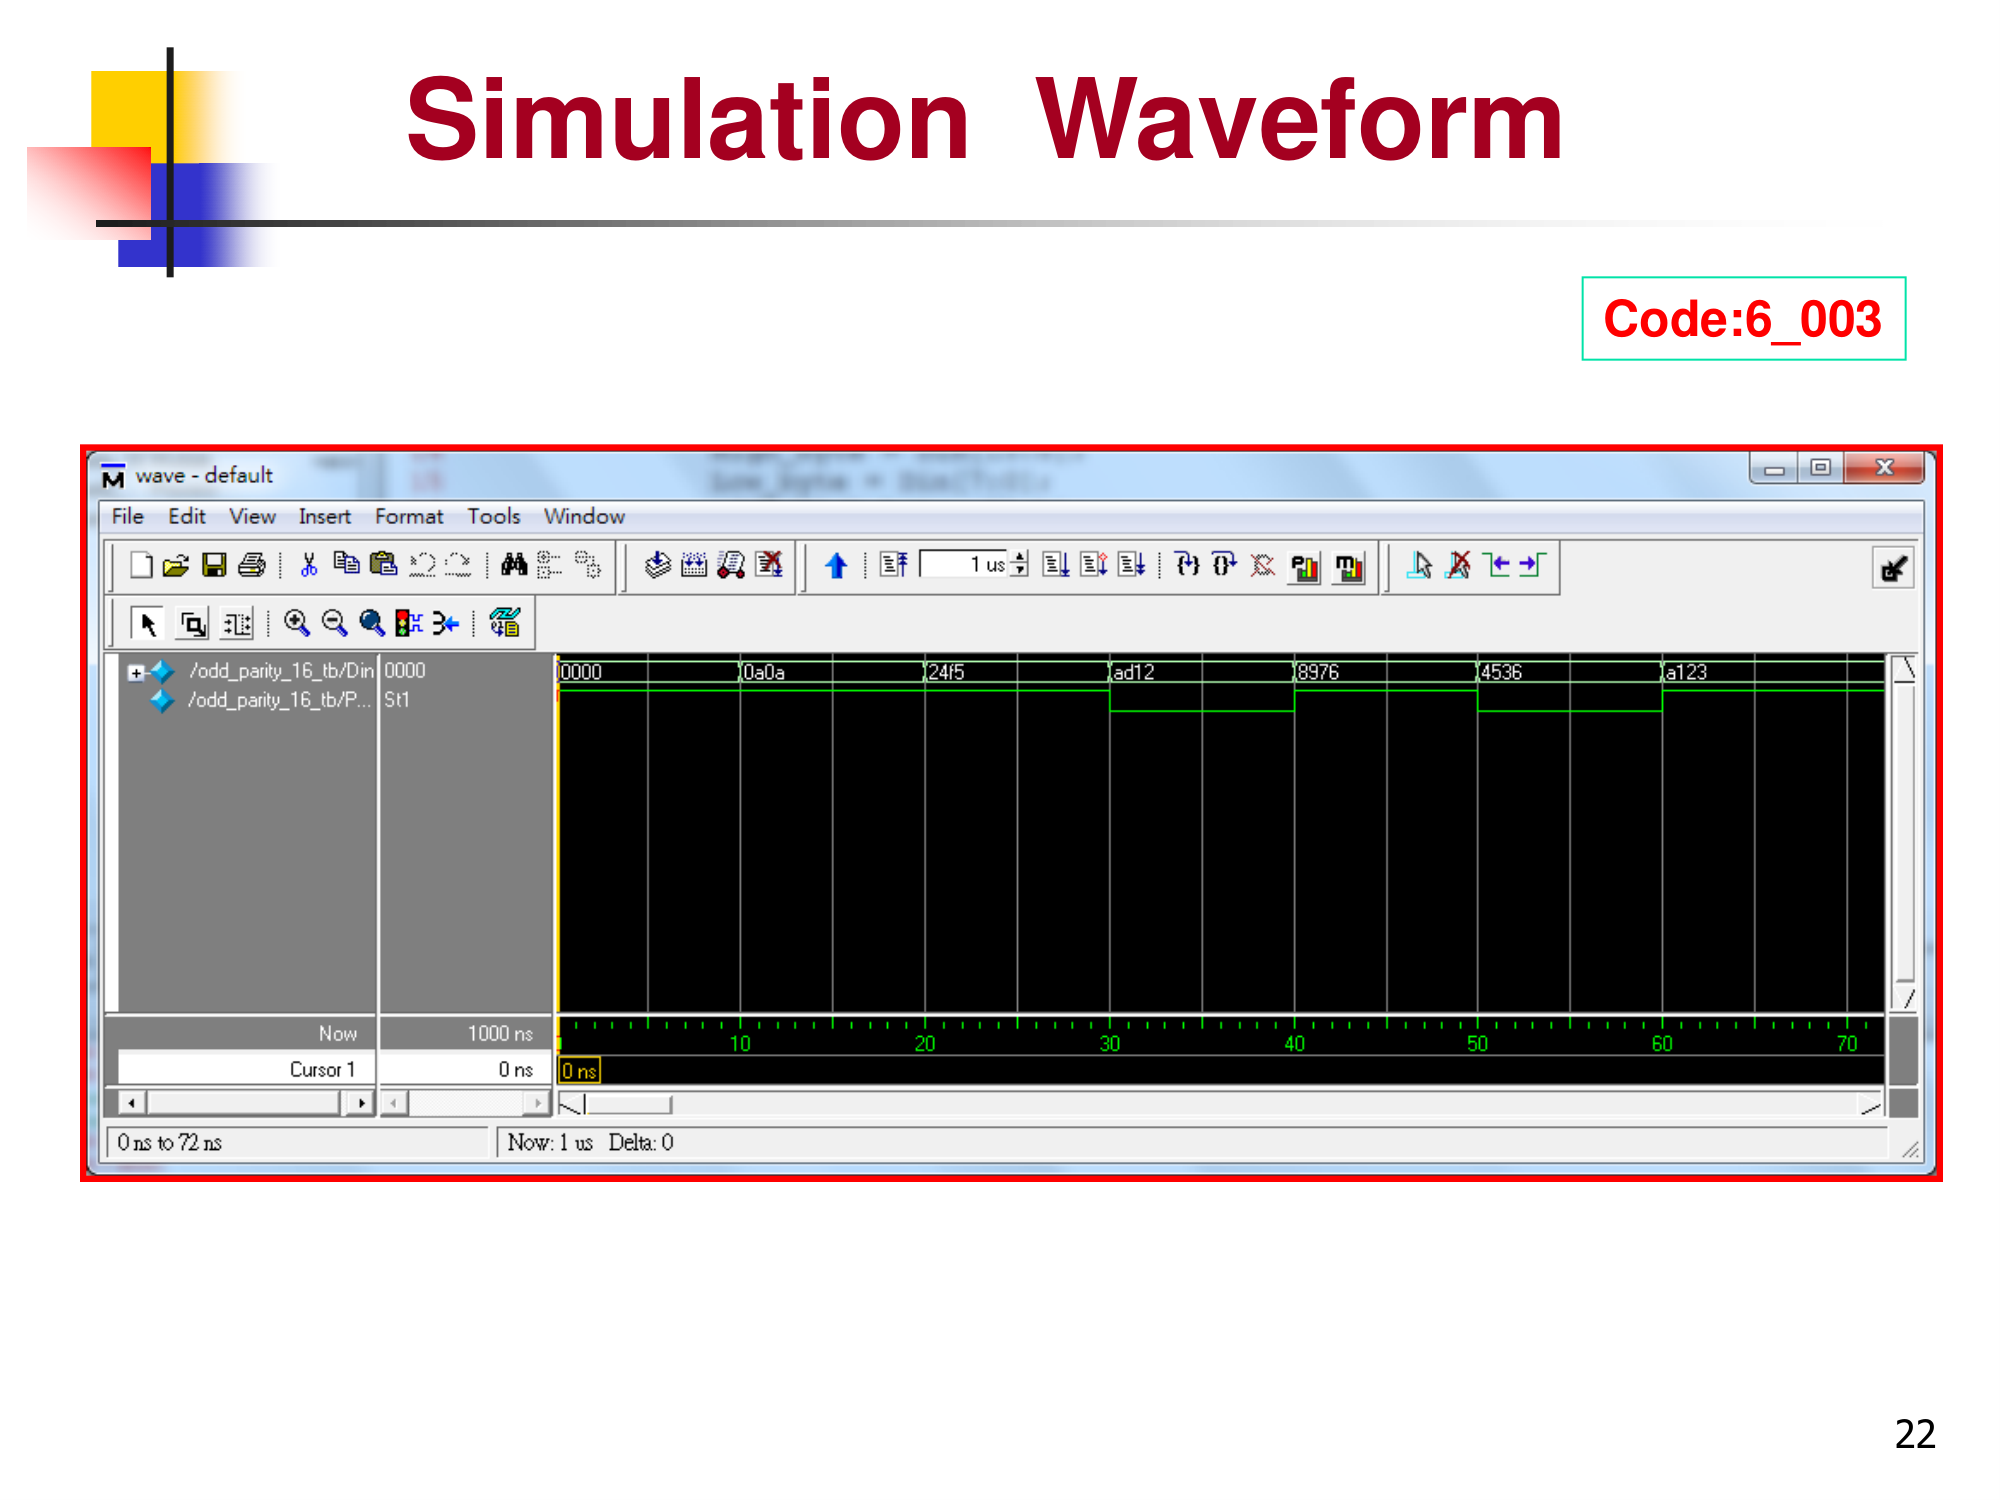 Simulation Waveform
Code:6_003
wave - default
File Edit View Insert Format Tools Window
1 us
/odd_parity_16_tb/Din 0000 0000 0a0a 24f5 ad12 8976 4536 a123
/odd_parity_16_tb/P... St1
Now 1000 ns 10 20 30 40 50 60 70
Cursor 1 0 ns 0 ns
0 ns to 72 ns Now: 1 us Delta: 0
22